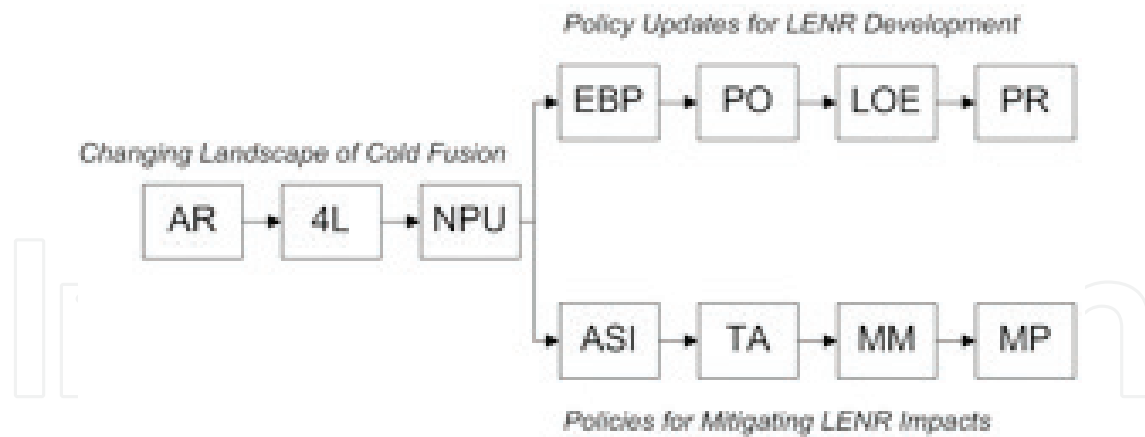 Policy Updates for LENR Development
EBP PO LOE PR
Changing Landscape of Cold Fusion
AR 4L NPU
ASI TA MM MP
Policies for Mitigating LENR Impacts